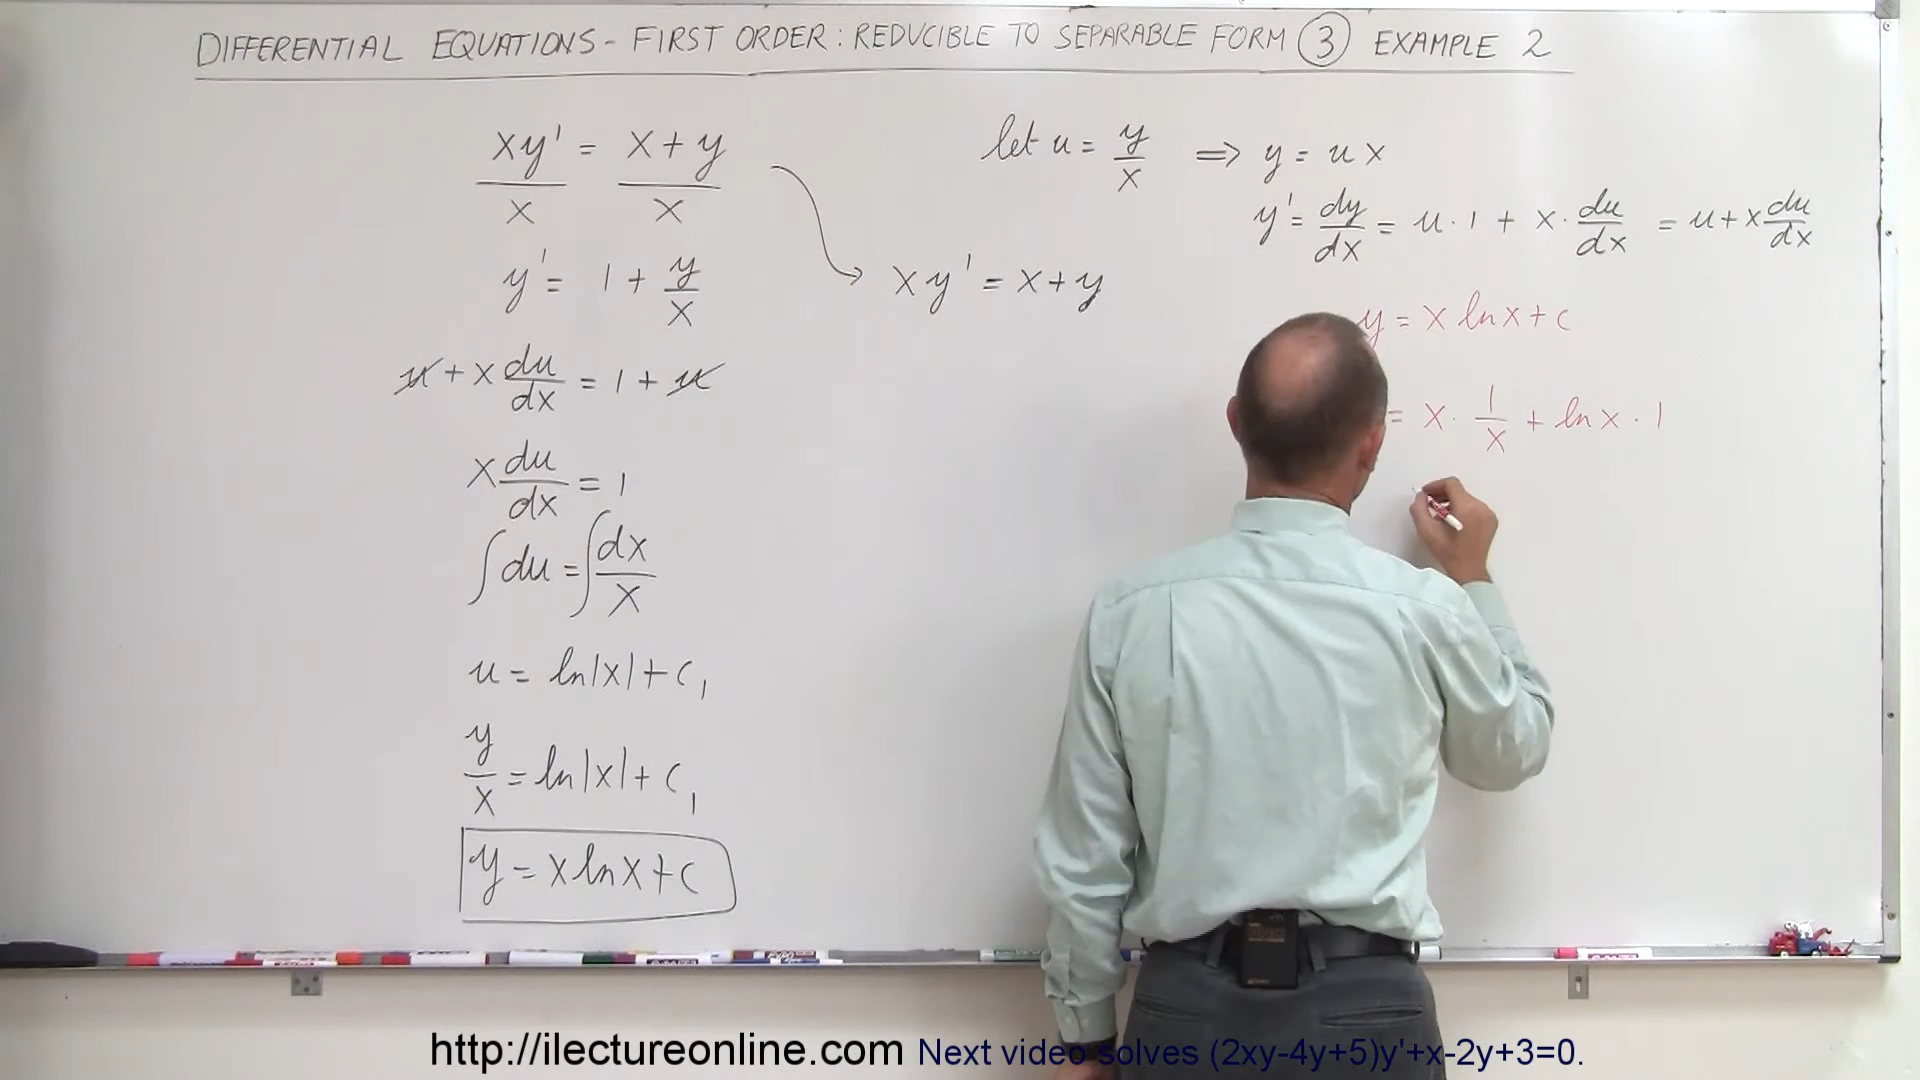 DIFFERENTIAL EQUATIONS - FIRST ORDER: REDUCIBLE TO SEPARABLE FORM ③ EXAMPLE 2
xy'/x = x+y/x
y' = 1 + y/x
u + x du/dx = 1 + u
x du/dx = 1
∫ du = ∫ dx/x
u = ln|x| + C₁
y/x = ln|x| + C₁
y = x ln x + C
xy' = x+y
let u = y/x ⇒ y = ux
y' = dy/dx = u·1 + x·du/dx = u + x du/dx
y = x ln x + c
= x · 1/x + ln x · 1
http://ilectureonline.com Next video solves (2xy-4y+5)y'+x-2y+3=0.